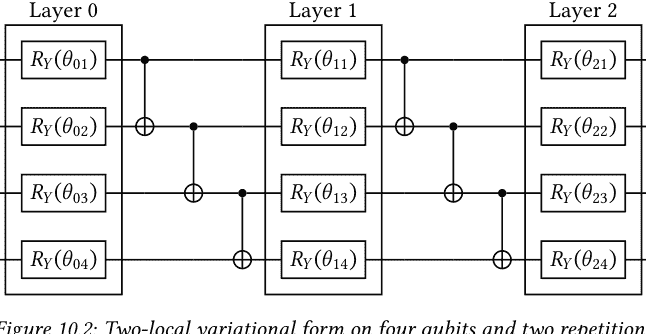 Layer 0 Layer 1 Layer 2
R_Y(θ_01) R_Y(θ_11) R_Y(θ_21)
R_Y(θ_02) R_Y(θ_12) R_Y(θ_22)
R_Y(θ_03) R_Y(θ_13) R_Y(θ_23)
R_Y(θ_04) R_Y(θ_14) R_Y(θ_24)
Figure 10.2: Two-local variational form on four qubits and two repetition